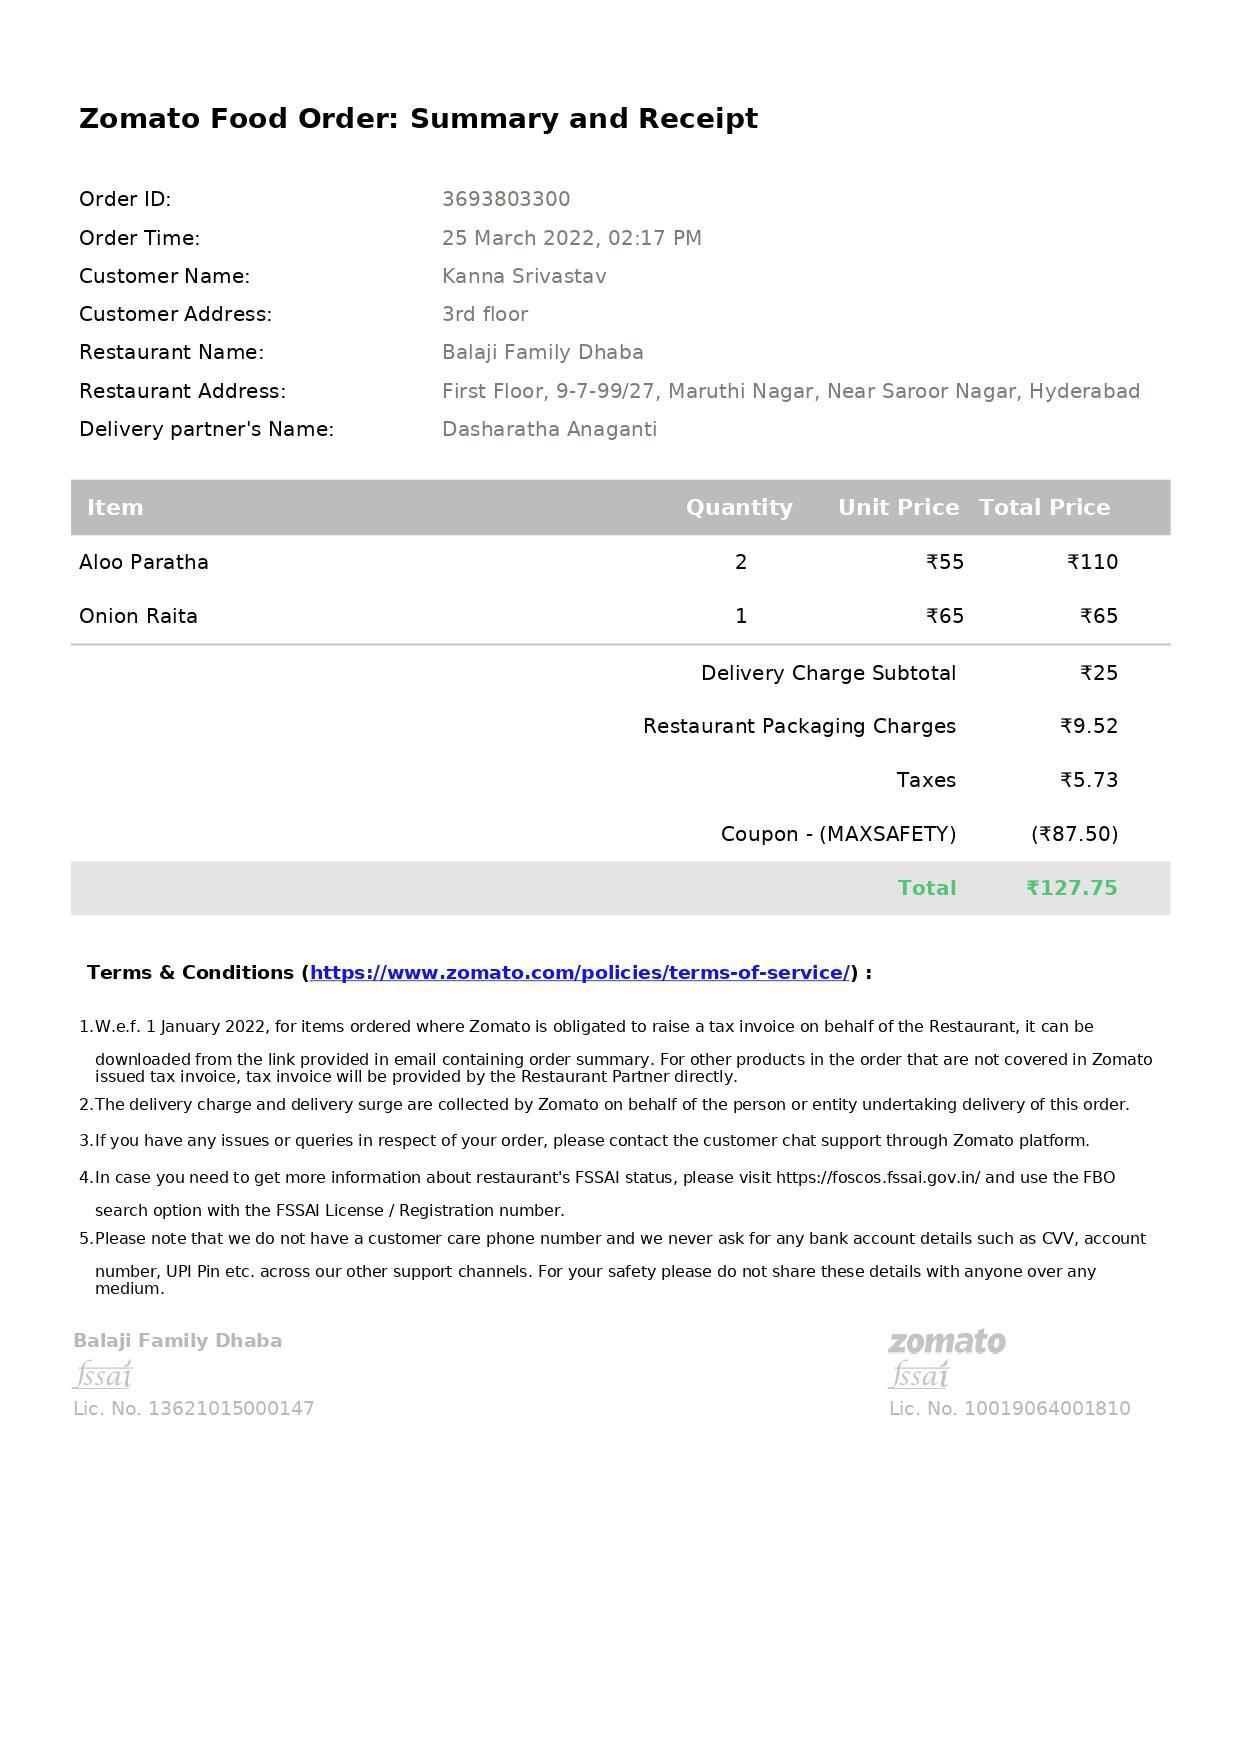 Zomato Food Order: Summary and Receipt
Order ID: 3693803300
Order Time: 25 March 2022, 02:17 PM
Customer Name: Kanna Srivastav
Customer Address: 3rd floor
Restaurant Name: Balaji Family Dhaba
Restaurant Address: First Floor, 9-7-99/27, Maruthi Nagar, Near Saroor Nagar, Hyderabad
Delivery partner's Name: Dasharatha Anaganti
Item Quantity Unit Price Total Price
Aloo Paratha 2 ₹55 ₹110
Onion Raita 1 ₹65 ₹65
Delivery Charge Subtotal ₹25
Restaurant Packaging Charges ₹9.52
Taxes ₹5.73
Coupon - (MAXSAFETY) (₹87.50)
Total ₹127.75
Terms & Conditions (https://www.zomato.com/policies/terms-of-service/) :
1.W.e.f. 1 January 2022, for items ordered where Zomato is obligated to raise a tax invoice on behalf of the Restaurant, it can be
downloaded from the link provided in email containing order summary. For other products in the order that are not covered in Zomato
issued tax invoice, tax invoice will be provided by the Restaurant Partner directly.
2.The delivery charge and delivery surge are collected by Zomato on behalf of the person or entity undertaking delivery of this order.
3.If you have any issues or queries in respect of your order, please contact the customer chat support through Zomato platform.
4.In case you need to get more information about restaurant's FSSAI status, please visit https://foscos.fssai.gov.in/ and use the FBO
search option with the FSSAI License / Registration number.
5.Please note that we do not have a customer care phone number and we never ask for any bank account details such as CVV, account
number, UPI Pin etc. across our other support channels. For your safety please do not share these details with anyone over any
medium.
Balaji Family Dhaba zomato
fssai fssai
Lic. No. 13621015000147 Lic. No. 10019064001810